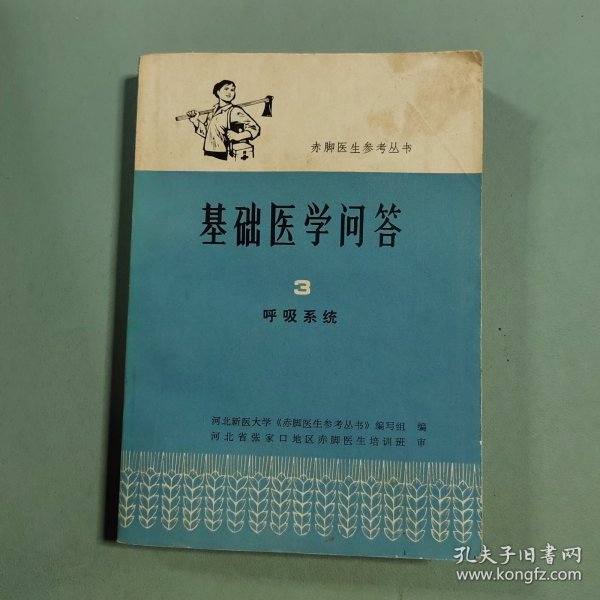 赤脚医生参考丛书
基础医学问答
3
呼吸系统
河北新医大学《赤脚医生参考丛书》编写组 编
河北省张家口地区赤脚医生培训班 审
孔夫子旧书网
www.kongfz.com